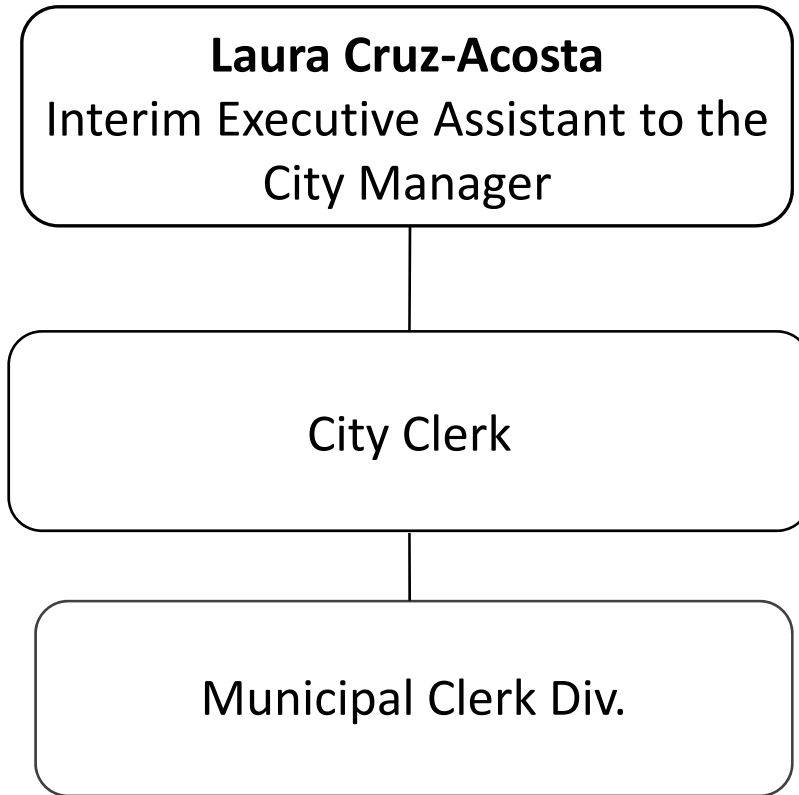 Laura Cruz-Acosta
Interim Executive Assistant to the
City Manager
City Clerk
Municipal Clerk Div.